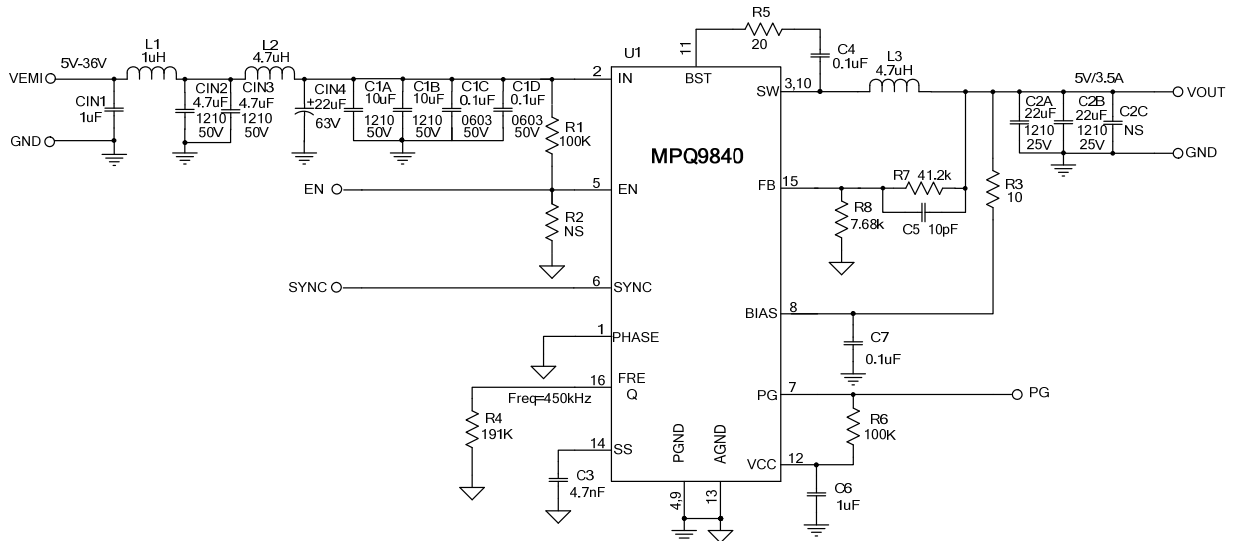 R5
20
11
U1
C4
0.1uF
L1
1uH
L2
4.7uH
L3
4.7uH
5V-36V
VEMI
2
IN
BST
SW
3,10
5V/3.5A
VOUT
CIN1
1uF
CIN2
4.7uF
1210
50V
CIN3
4.7uF
1210
50V
CIN4
+
22uF
63V
C1A
10uF
1210
50V
C1B
10uF
1210
50V
C1C
0.1uF
0603
50V
C1D
0.1uF
0603
50V
R1
100K
C2A
22uF
1210
25V
C2B
22uF
1210
25V
C2C
NS
GND
GND
MPQ9840
EN
5
EN
FB
15
R7 41.2k
R3
10
R2
NS
R8
7.68k
C5 10pF
SYNC
6
SYNC
BIAS
8
1
PHASE
C7
0.1uF
16
FRE
Q
Freq=450kHz
PG
7
PG
R4
191K
R6
100K
14
SS
PGND
AGND
VCC
12
C3
4.7nF
4,9
13
C6
1uF